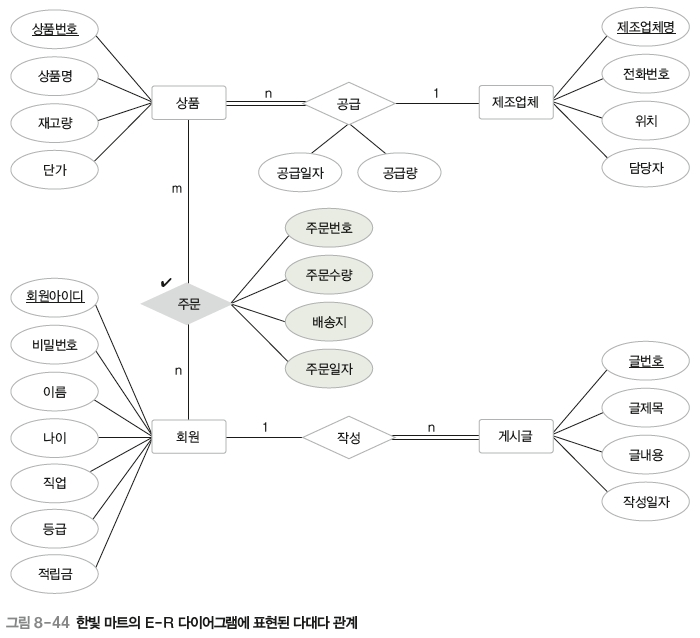 상품번호
상품명
재고량
단가
상품
n
공급
1
제조업체
제조업체명
전화번호
위치
담당자
공급일자
공급량
m
주문
주문번호
주문수량
배송지
주문일자
n
회원아이디
비밀번호
이름
나이
직업
등급
적립금
회원
1
작성
n
게시글
글번호
글제목
글내용
작성일자
그림 8-44 한빛 마트의 E-R 다이어그램에 표현된 다대다 관계